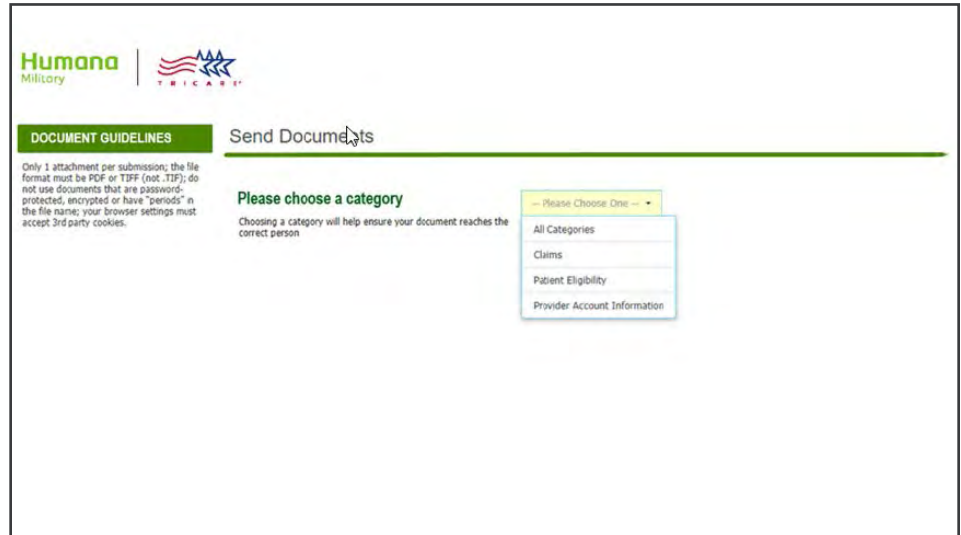 Humana
Military
TRICARE
DOCUMENT GUIDELINES
Only 1 attachment per submission; the file
format must be PDF or TIFF (not .TIF); do
not use documents that are password-
protected, encrypted or have "periods" n
the file name; your browser settings must
accept 3rd party cookies.
Send Documents
Please choose a category
Choosing a category will help ensure your document reaches the
correct person
-- Please Choose One --
All Categories
Claims
Patient Eligibility
Provider Account Information